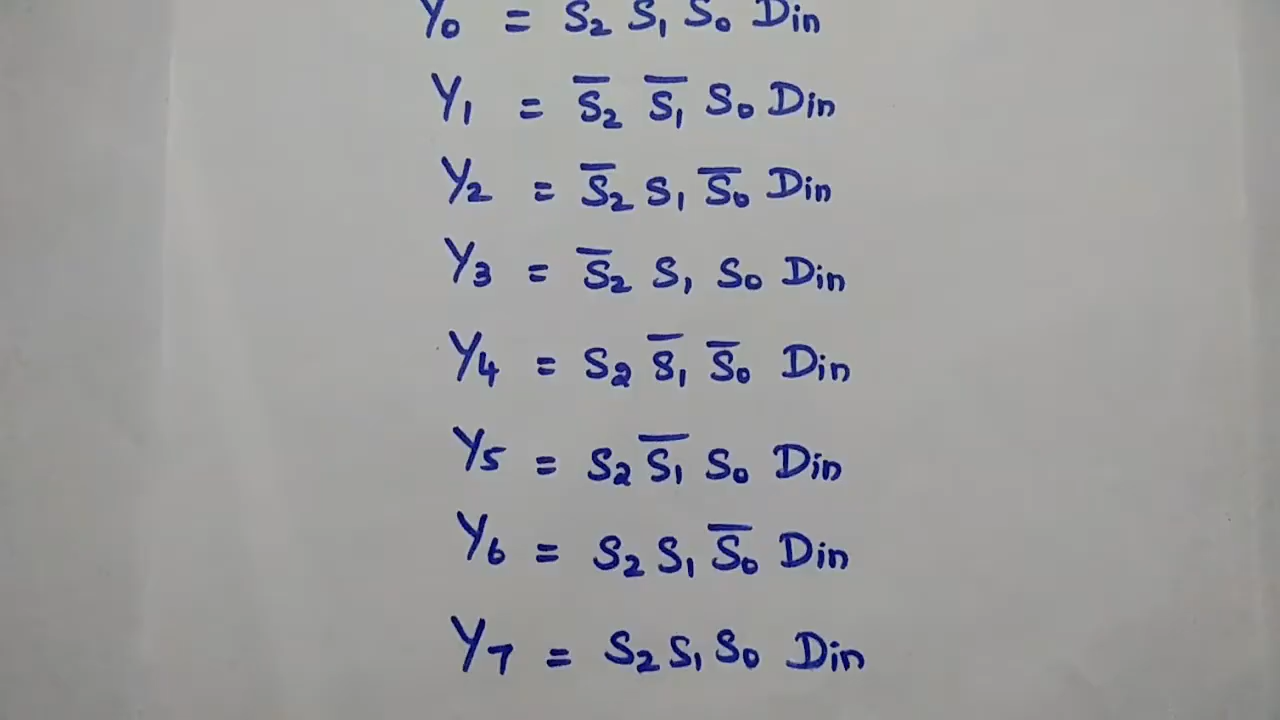 Y₀ = S₂ S₁ S₀ Din
Y₁ = S̅₂ S̅₁ S₀ Din
Y₂ = S̅₂ S₁ S̅₀ Din
Y₃ = S̅₂ S₁ S₀ Din
Y₄ = S₂ S̅₁ S̅₀ Din
Y₅ = S₂ S̅₁ S₀ Din
Y₆ = S₂ S₁ S̅₀ Din
Y₇ = S₂ S₁ S₀ Din